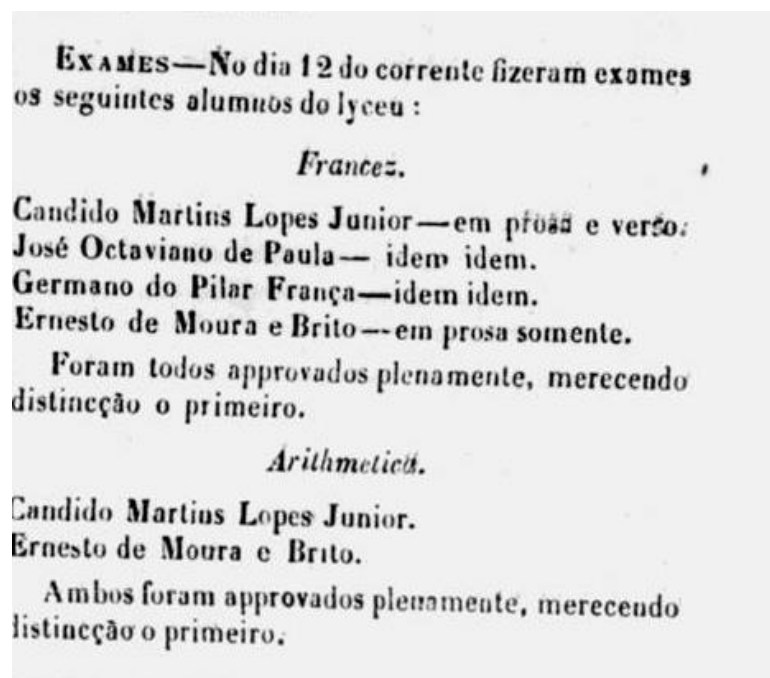 EXAMES—No dia 12 do corrente fizeram exames
os seguintes alumnos do lyceu :
Francez.
Candido Martins Lopes Junior—em prosa e verso.
José Octaviano de Paula— idem idem.
Germano do Pilar França—idem idem.
Ernesto de Moura e Brito—em prosa somente.
Foram todos approvados plenamente, merecendo
distincção o primeiro.
Arithmetica.
Candido Martins Lopes Junior.
Ernesto de Moura e Brito.
Ambos foram approvados plenamente, merecendo
distincção o primeiro.